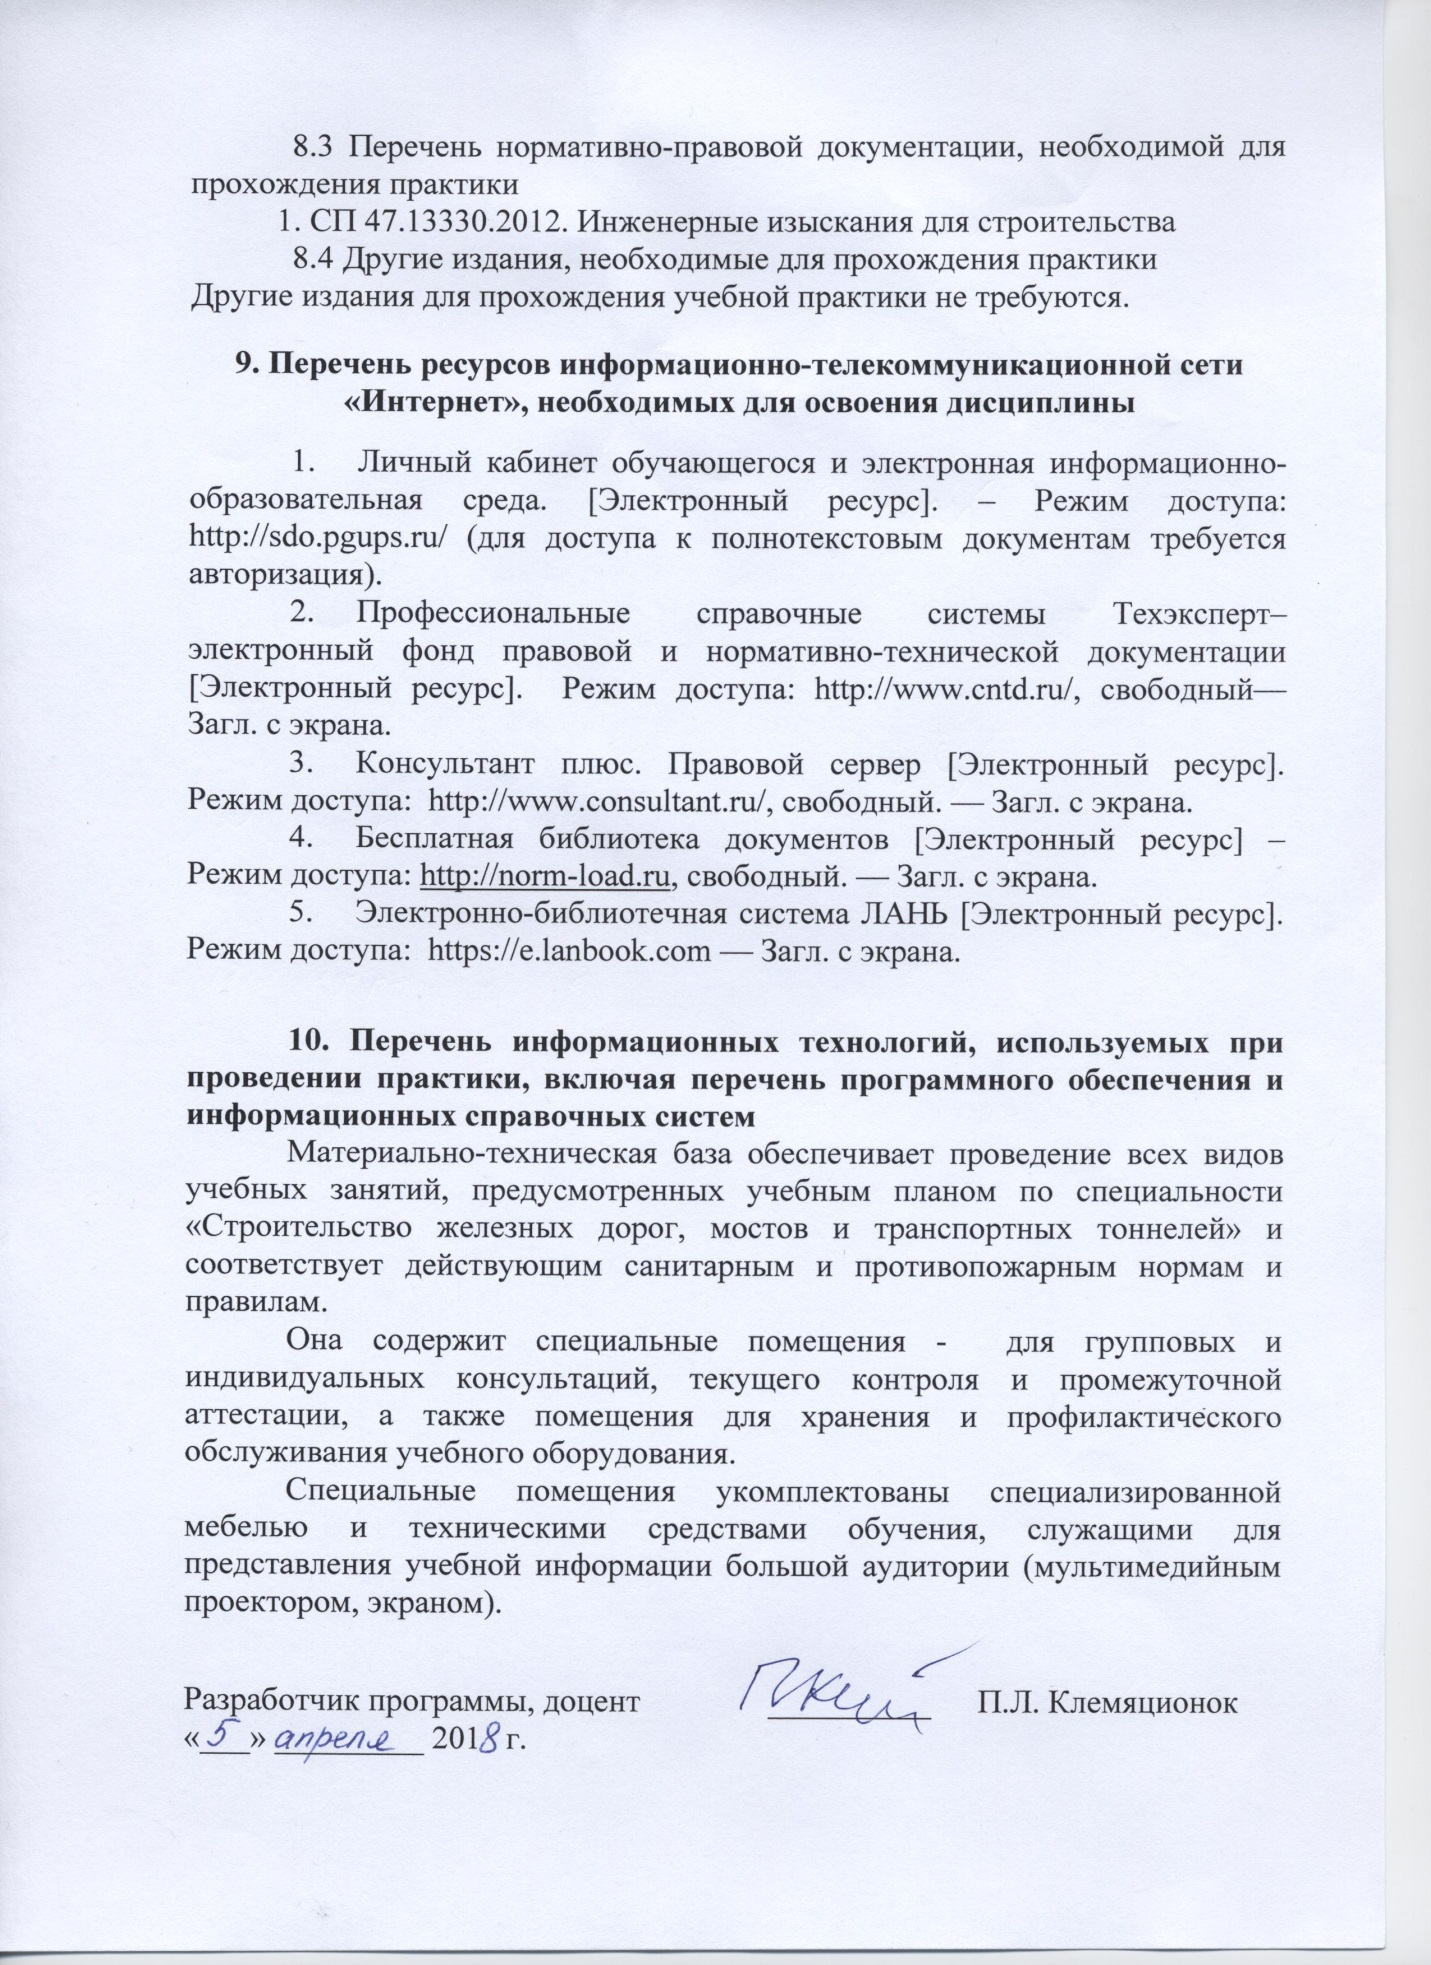 8.3 Перечень нормативно-правовой документации, необходимой для
прохождения практики
1. СП 47.13330.2012. Инженерные изыскания для строительства
8.4 Другие издания, необходимые для прохождения практики
Другие издания для прохождения учебной практики не требуются.
9. Перечень ресурсов информационно-телекоммуникационной сети
«Интернет», необходимых для освоения дисциплины
1. Личный кабинет обучающегося и электронная информационно-
образовательная среда. [Электронный ресурс]. – Режим доступа:
http://sdo.pgups.ru/ (для доступа к полнотекстовым документам требуется
авторизация).
2. Профессиональные справочные системы Техэксперт–
электронный фонд правовой и нормативно-технической документации
[Электронный ресурс]. Режим доступа: http://www.cntd.ru/, свободный—
Загл. с экрана.
3. Консультант плюс. Правовой сервер [Электронный ресурс].
Режим доступа: http://www.consultant.ru/, свободный. — Загл. с экрана.
4. Бесплатная библиотека документов [Электронный ресурс] –
Режим доступа: http://norm-load.ru, свободный. — Загл. с экрана.
5. Электронно-библиотечная система ЛАНЬ [Электронный ресурс].
Режим доступа: https://e.lanbook.com — Загл. с экрана.
10. Перечень информационных технологий, используемых при
проведении практики, включая перечень программного обеспечения и
информационных справочных систем
Материально-техническая база обеспечивает проведение всех видов
учебных занятий, предусмотренных учебным планом по специальности
«Строительство железных дорог, мостов и транспортных тоннелей» и
соответствует действующим санитарным и противопожарным нормам и
правилам.
Она содержит специальные помещения - для групповых и
индивидуальных консультаций, текущего контроля и промежуточной
аттестации, а также помещения для хранения и профилактического
обслуживания учебного оборудования.
Специальные помещения укомплектованы специализированной
мебелью и техническими средствами обучения, служащими для
представления учебной информации большой аудитории (мультимедийным
проектором, экраном).
Разработчик программы, доцент П.Л. Клемяционок
«5» апреля 2018 г.